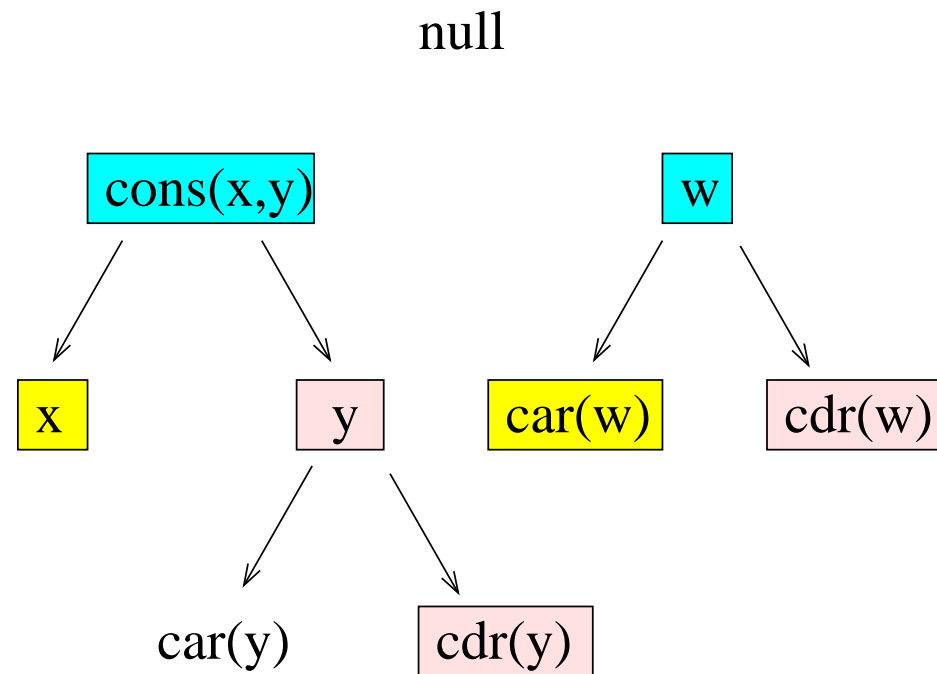 null
cons(x,y)
w
x
y
car(w)
cdr(w)
car(y)
cdr(y)